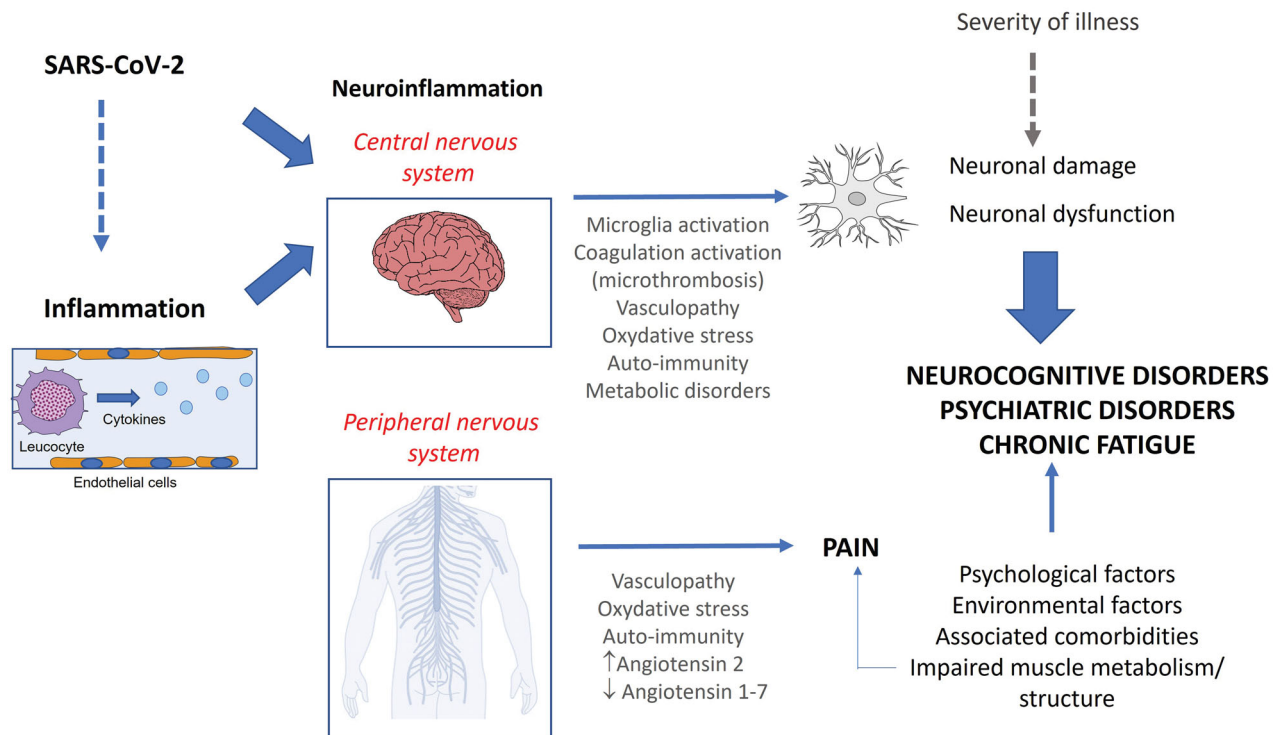 SARS-CoV-2
Inflammation
Cytokines
Leucocyte
Endothelial cells
Neuroinflammation
Central nervous
system
Microglia activation
Coagulation activation
(microthrombosis)
Vasculopathy
Oxydative stress
Auto-immunity
Metabolic disorders
Severity of illness
Neuronal damage
Neuronal dysfunction
NEUROCOGNITIVE DISORDERS
PSYCHIATRIC DISORDERS
CHRONIC FATIGUE
Peripheral nervous
system
Vasculopathy
Oxydative stress
Auto-immunity
↑Angiotensin 2
↓ Angiotensin 1-7
PAIN
Psychological factors
Environmental factors
Associated comorbidities
Impaired muscle metabolism/
structure